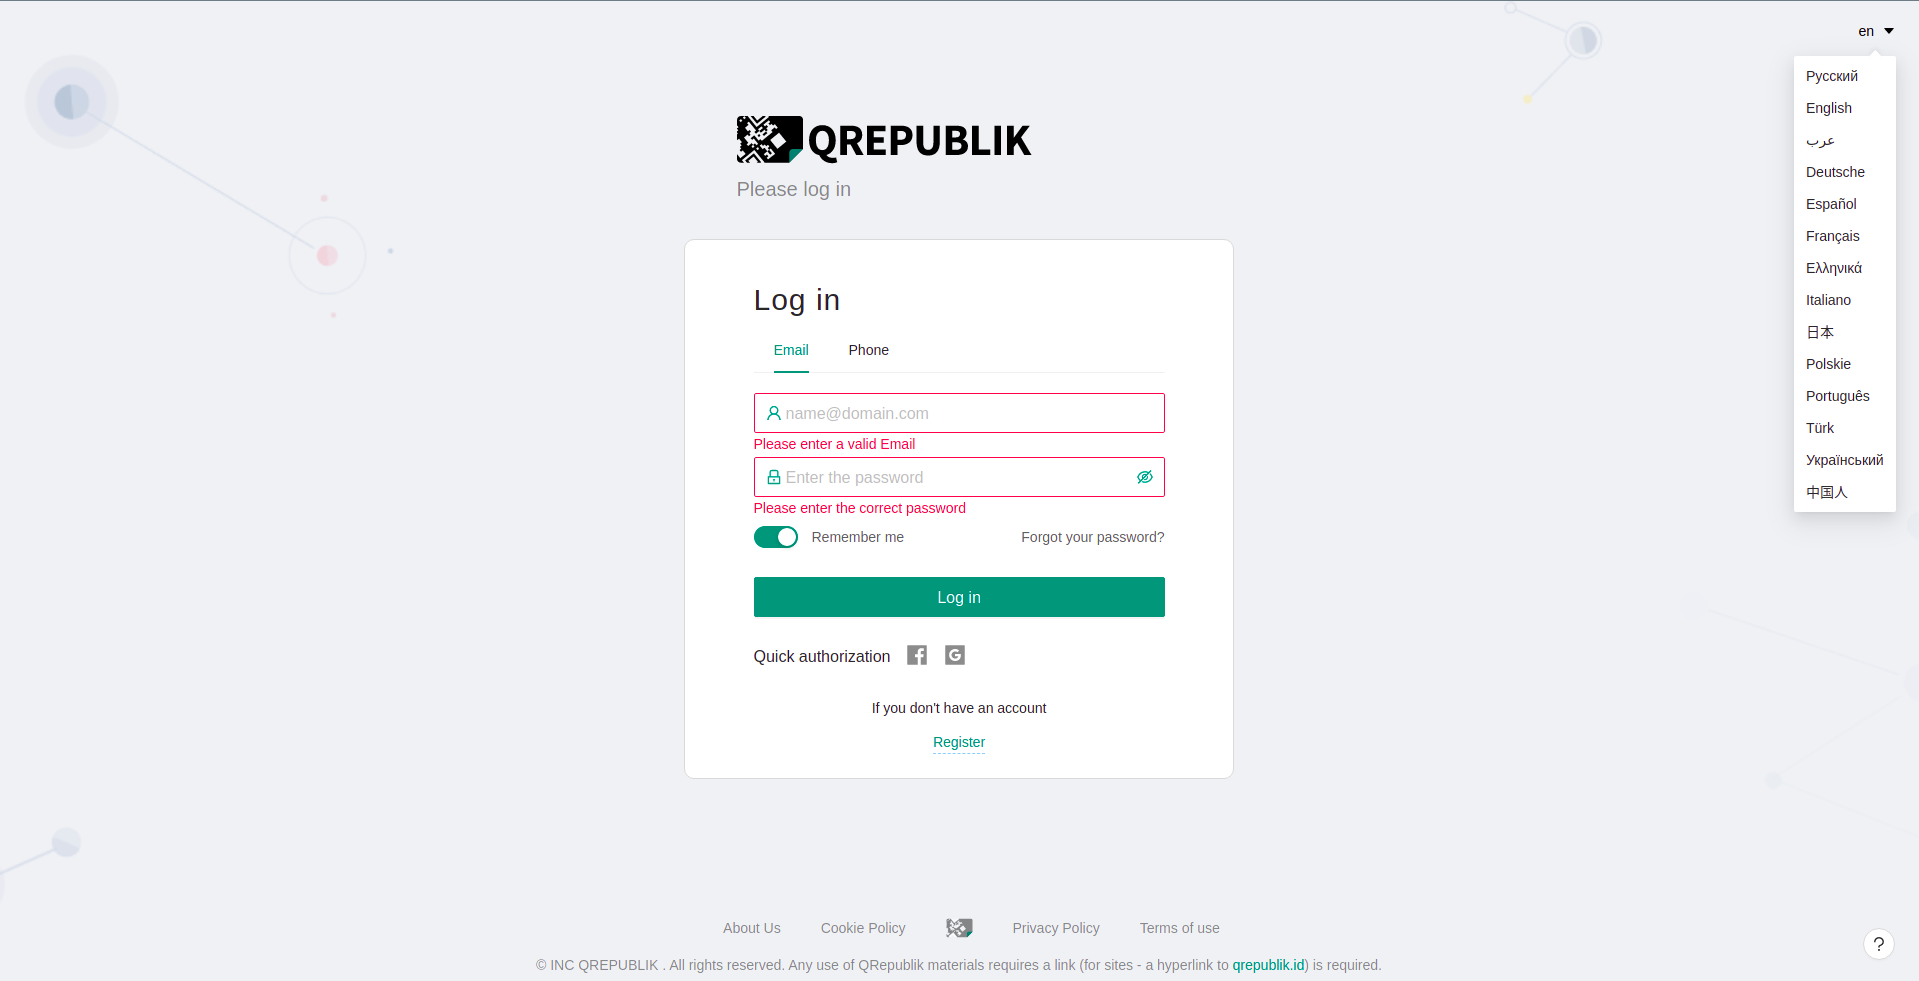 en
Русский
English
عرب
Deutsche
Español
Français
Ελληνικά
Italiano
日本
Polskie
Português
Türk
Український
中国人
QREPUBLIK
Please log in
Log in
Email Phone
name@domain.com
Please enter a valid Email
Enter the password
Please enter the correct password
Remember me Forgot your password?
Log in
Quick authorization
If you don't have an account
Register
About Us Cookie Policy Privacy Policy Terms of use
© INC QREPUBLIK . All rights reserved. Any use of QRepublik materials requires a link (for sites - a hyperlink to qrepublik.id) is required.
?